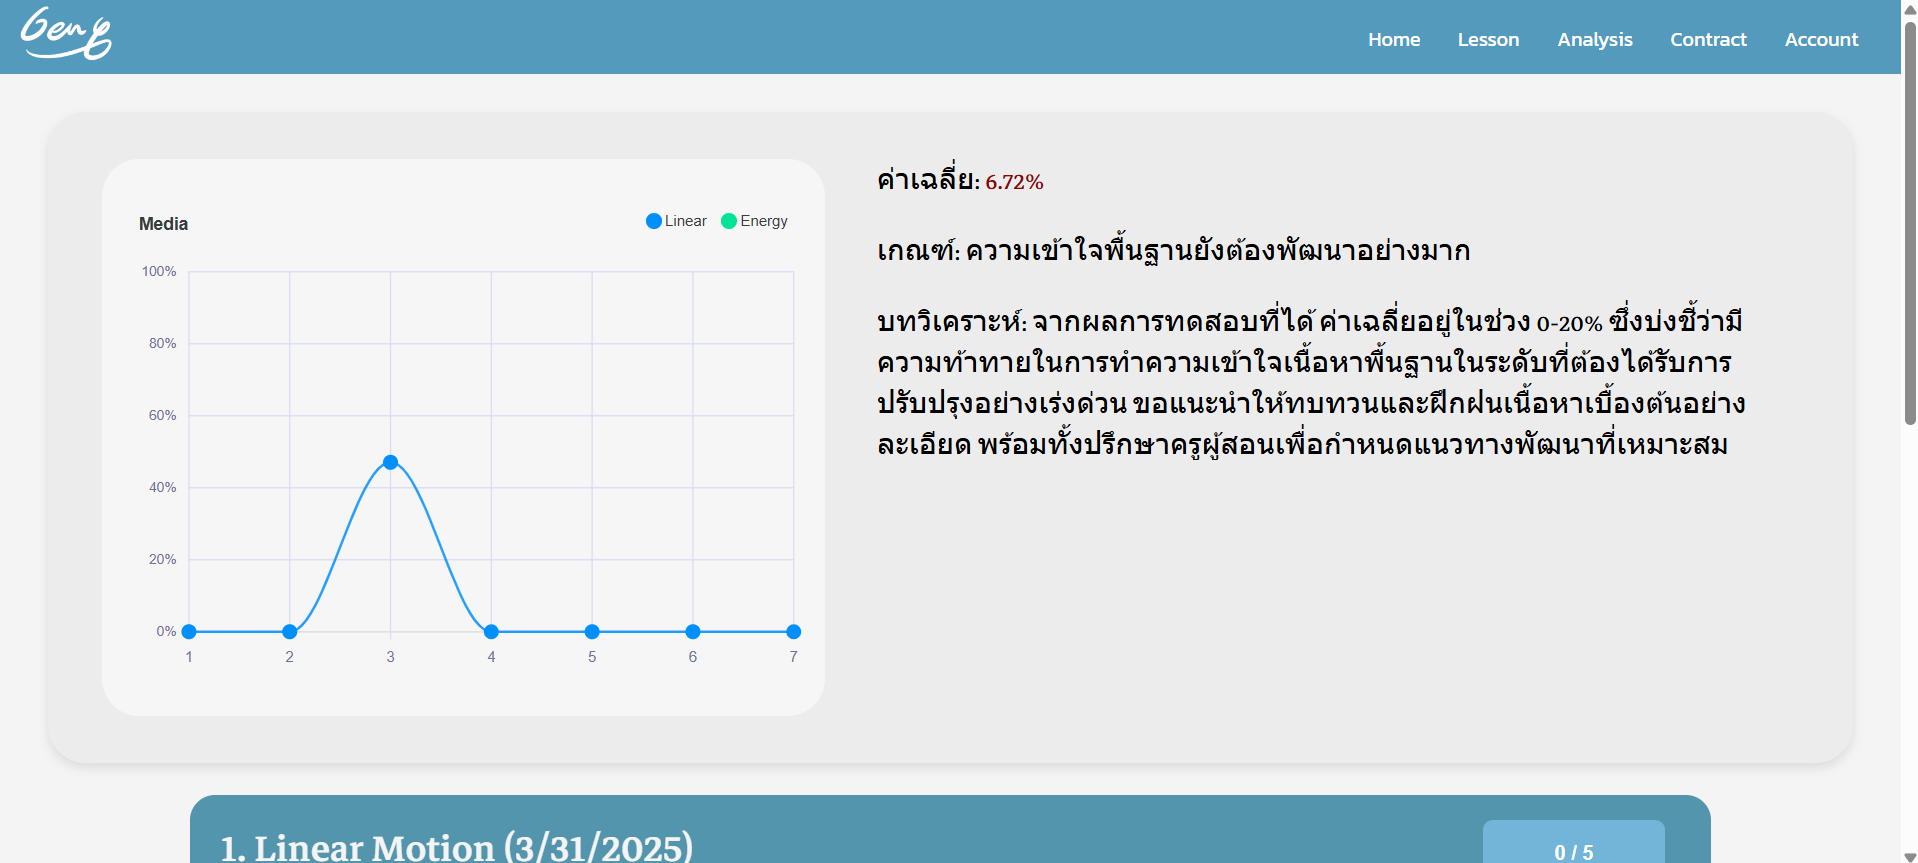 Gen φ
Home Lesson Analysis Contract Account
Media
Linear Energy
100%
80%
60%
40%
20%
0%
1 2 3 4 5 6 7
ค่าเฉลี่ย: 6.72%
เกณฑ์: ความเข้าใจพื้นฐานยังต้องพัฒนาอย่างมาก
บทวิเคราะห์: จากผลการทดสอบที่ได้ ค่าเฉลี่ยอยู่ในช่วง 0-20% ซึ่งบ่งชี้ว่ามี
ความท้าทายในการทำความเข้าใจเนื้อหาพื้นฐานในระดับที่ต้องได้รับการ
ปรับปรุงอย่างเร่งด่วน ขอแนะนำให้ทบทวนและฝึกฝนเนื้อหาเบื้องต้นอย่าง
ละเอียด พร้อมทั้งปรึกษาครูผู้สอนเพื่อกำหนดแนวทางพัฒนาที่เหมาะสม
1. Linear Motion (3/31/2025)
0 / 5